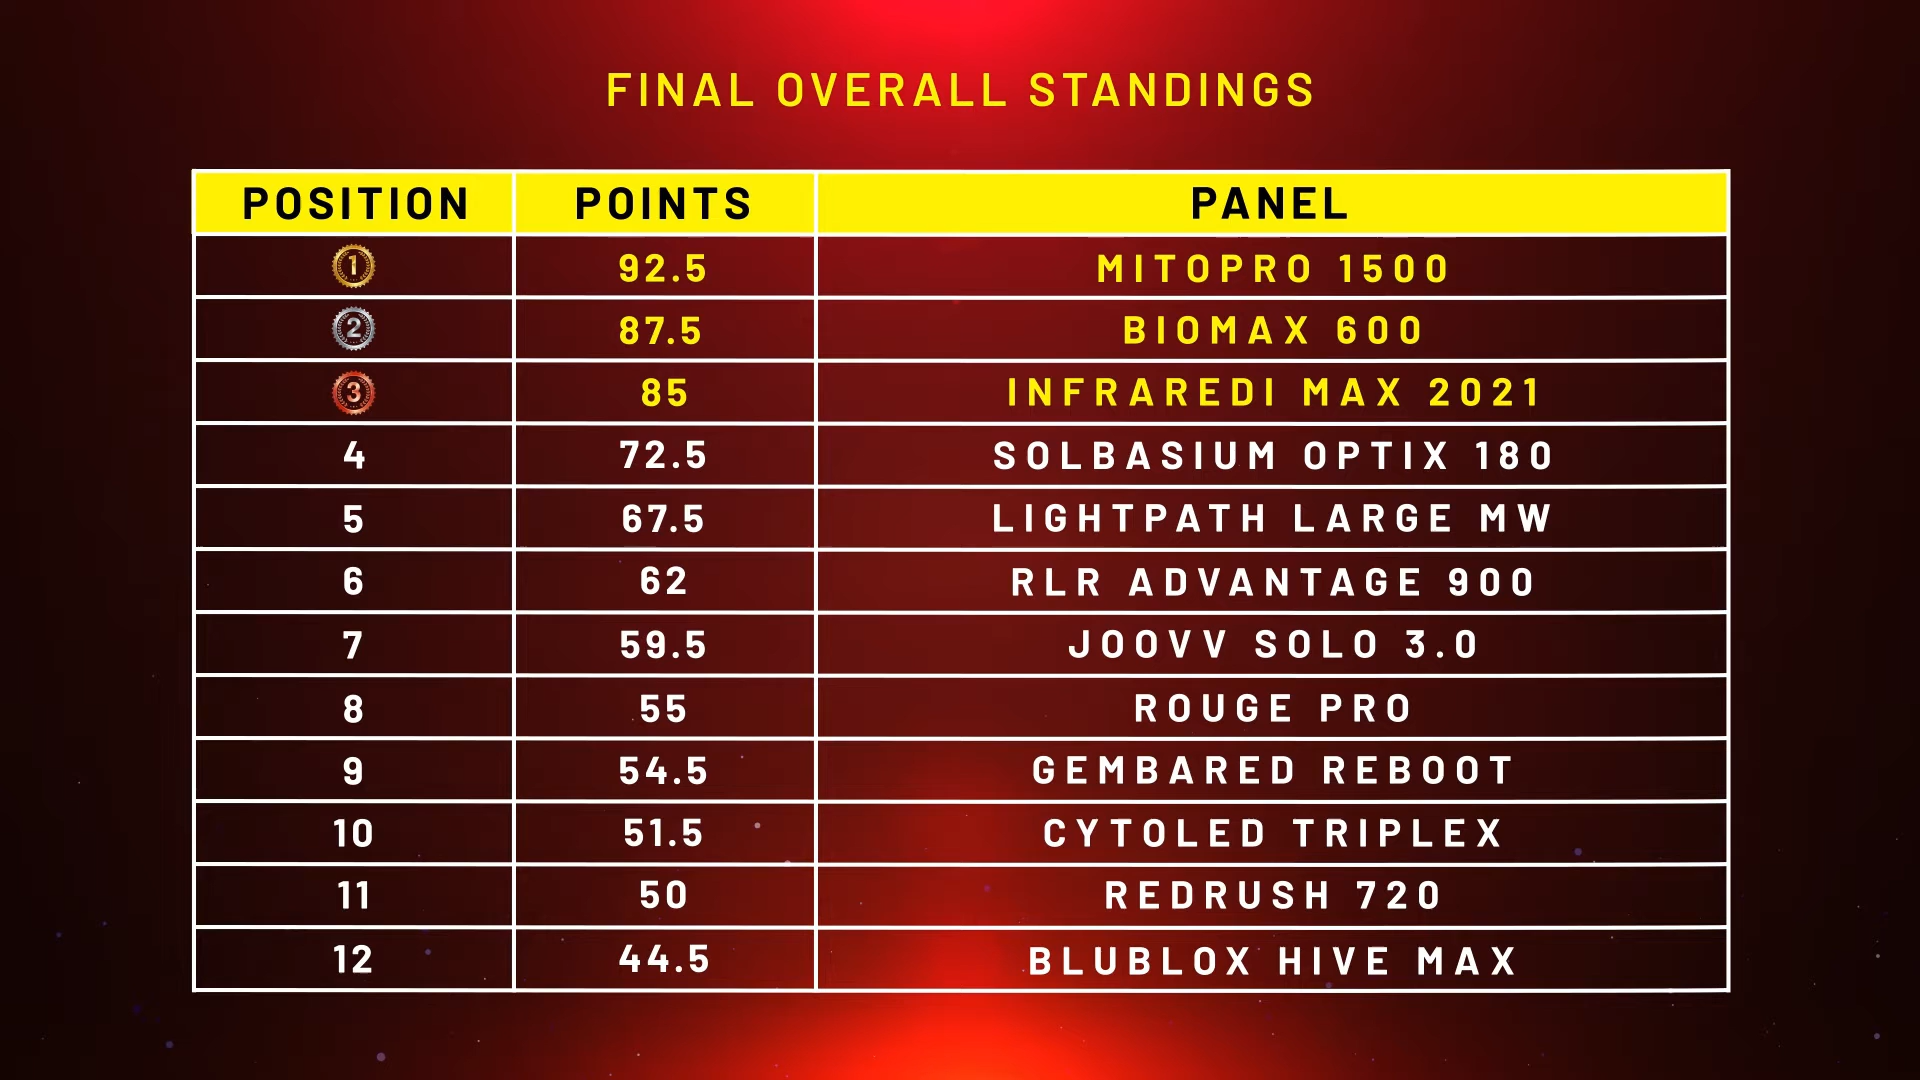 FINAL OVERALL STANDINGS
POSITION POINTS PANEL
1 92.5 MITOPRO 1500
2 87.5 BIOMAX 600
3 85 INFRAREDI MAX 2021
4 72.5 SOLBASIUM OPTIX 180
5 67.5 LIGHTPATH LARGE MW
6 62 RLR ADVANTAGE 900
7 59.5 JOOVV SOLO 3.0
8 55 ROUGE PRO
9 54.5 GEMBARED REBOOT
10 51.5 CYTOLED TRIPLEX
11 50 REDRUSH 720
12 44.5 BLUBLOX HIVE MAX